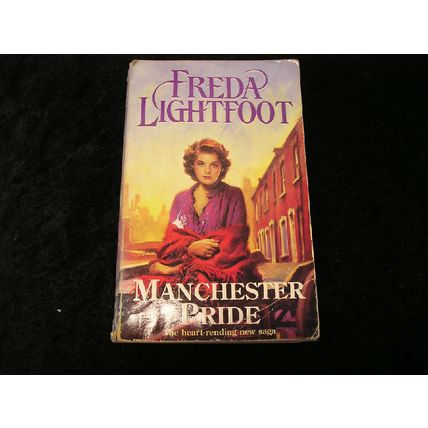 FREDA
LIGHTFOOT
MANCHESTER
PRIDE
The heart-rending new saga